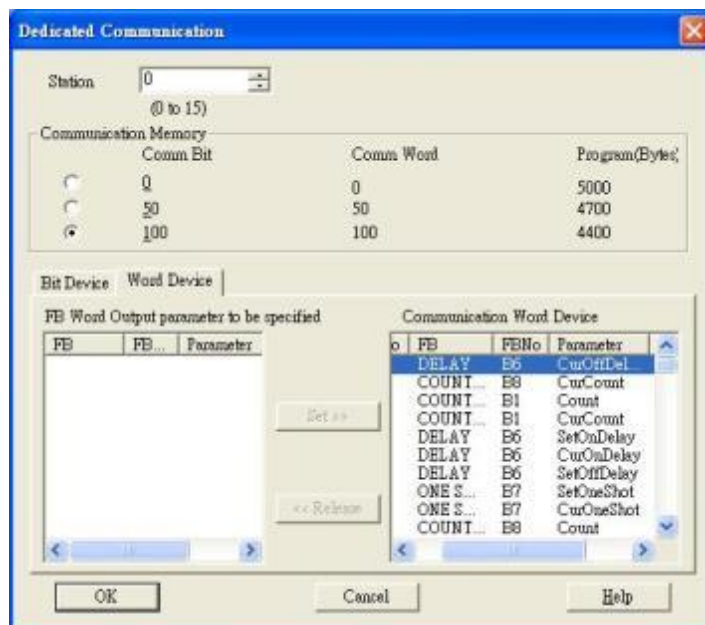 Dedicated Communication
Station 0
(0 to 15)
Communication Memory
Comm Bit Comm Word Program(Bytes)
0 0 5000
50 50 4700
100 100 4400
Bit Device Word Device
FB Word Output parameter to be specified Communication Word Device
FB FB... Parameter o FB FBNo Parameter
DELAY B6 CurOffDel...
COUNT... B8 CurCount
COUNT... B1 Count
COUNT... B1 CurCount
DELAY B6 SetOnDelay
DELAY B6 CurOnDelay
DELAY B6 SetOffDelay
ONE S... B7 SetOneShot
ONE S... B7 CurOneShot
COUNT... B8 Count
Set >>
<< Release
OK Cancel Help